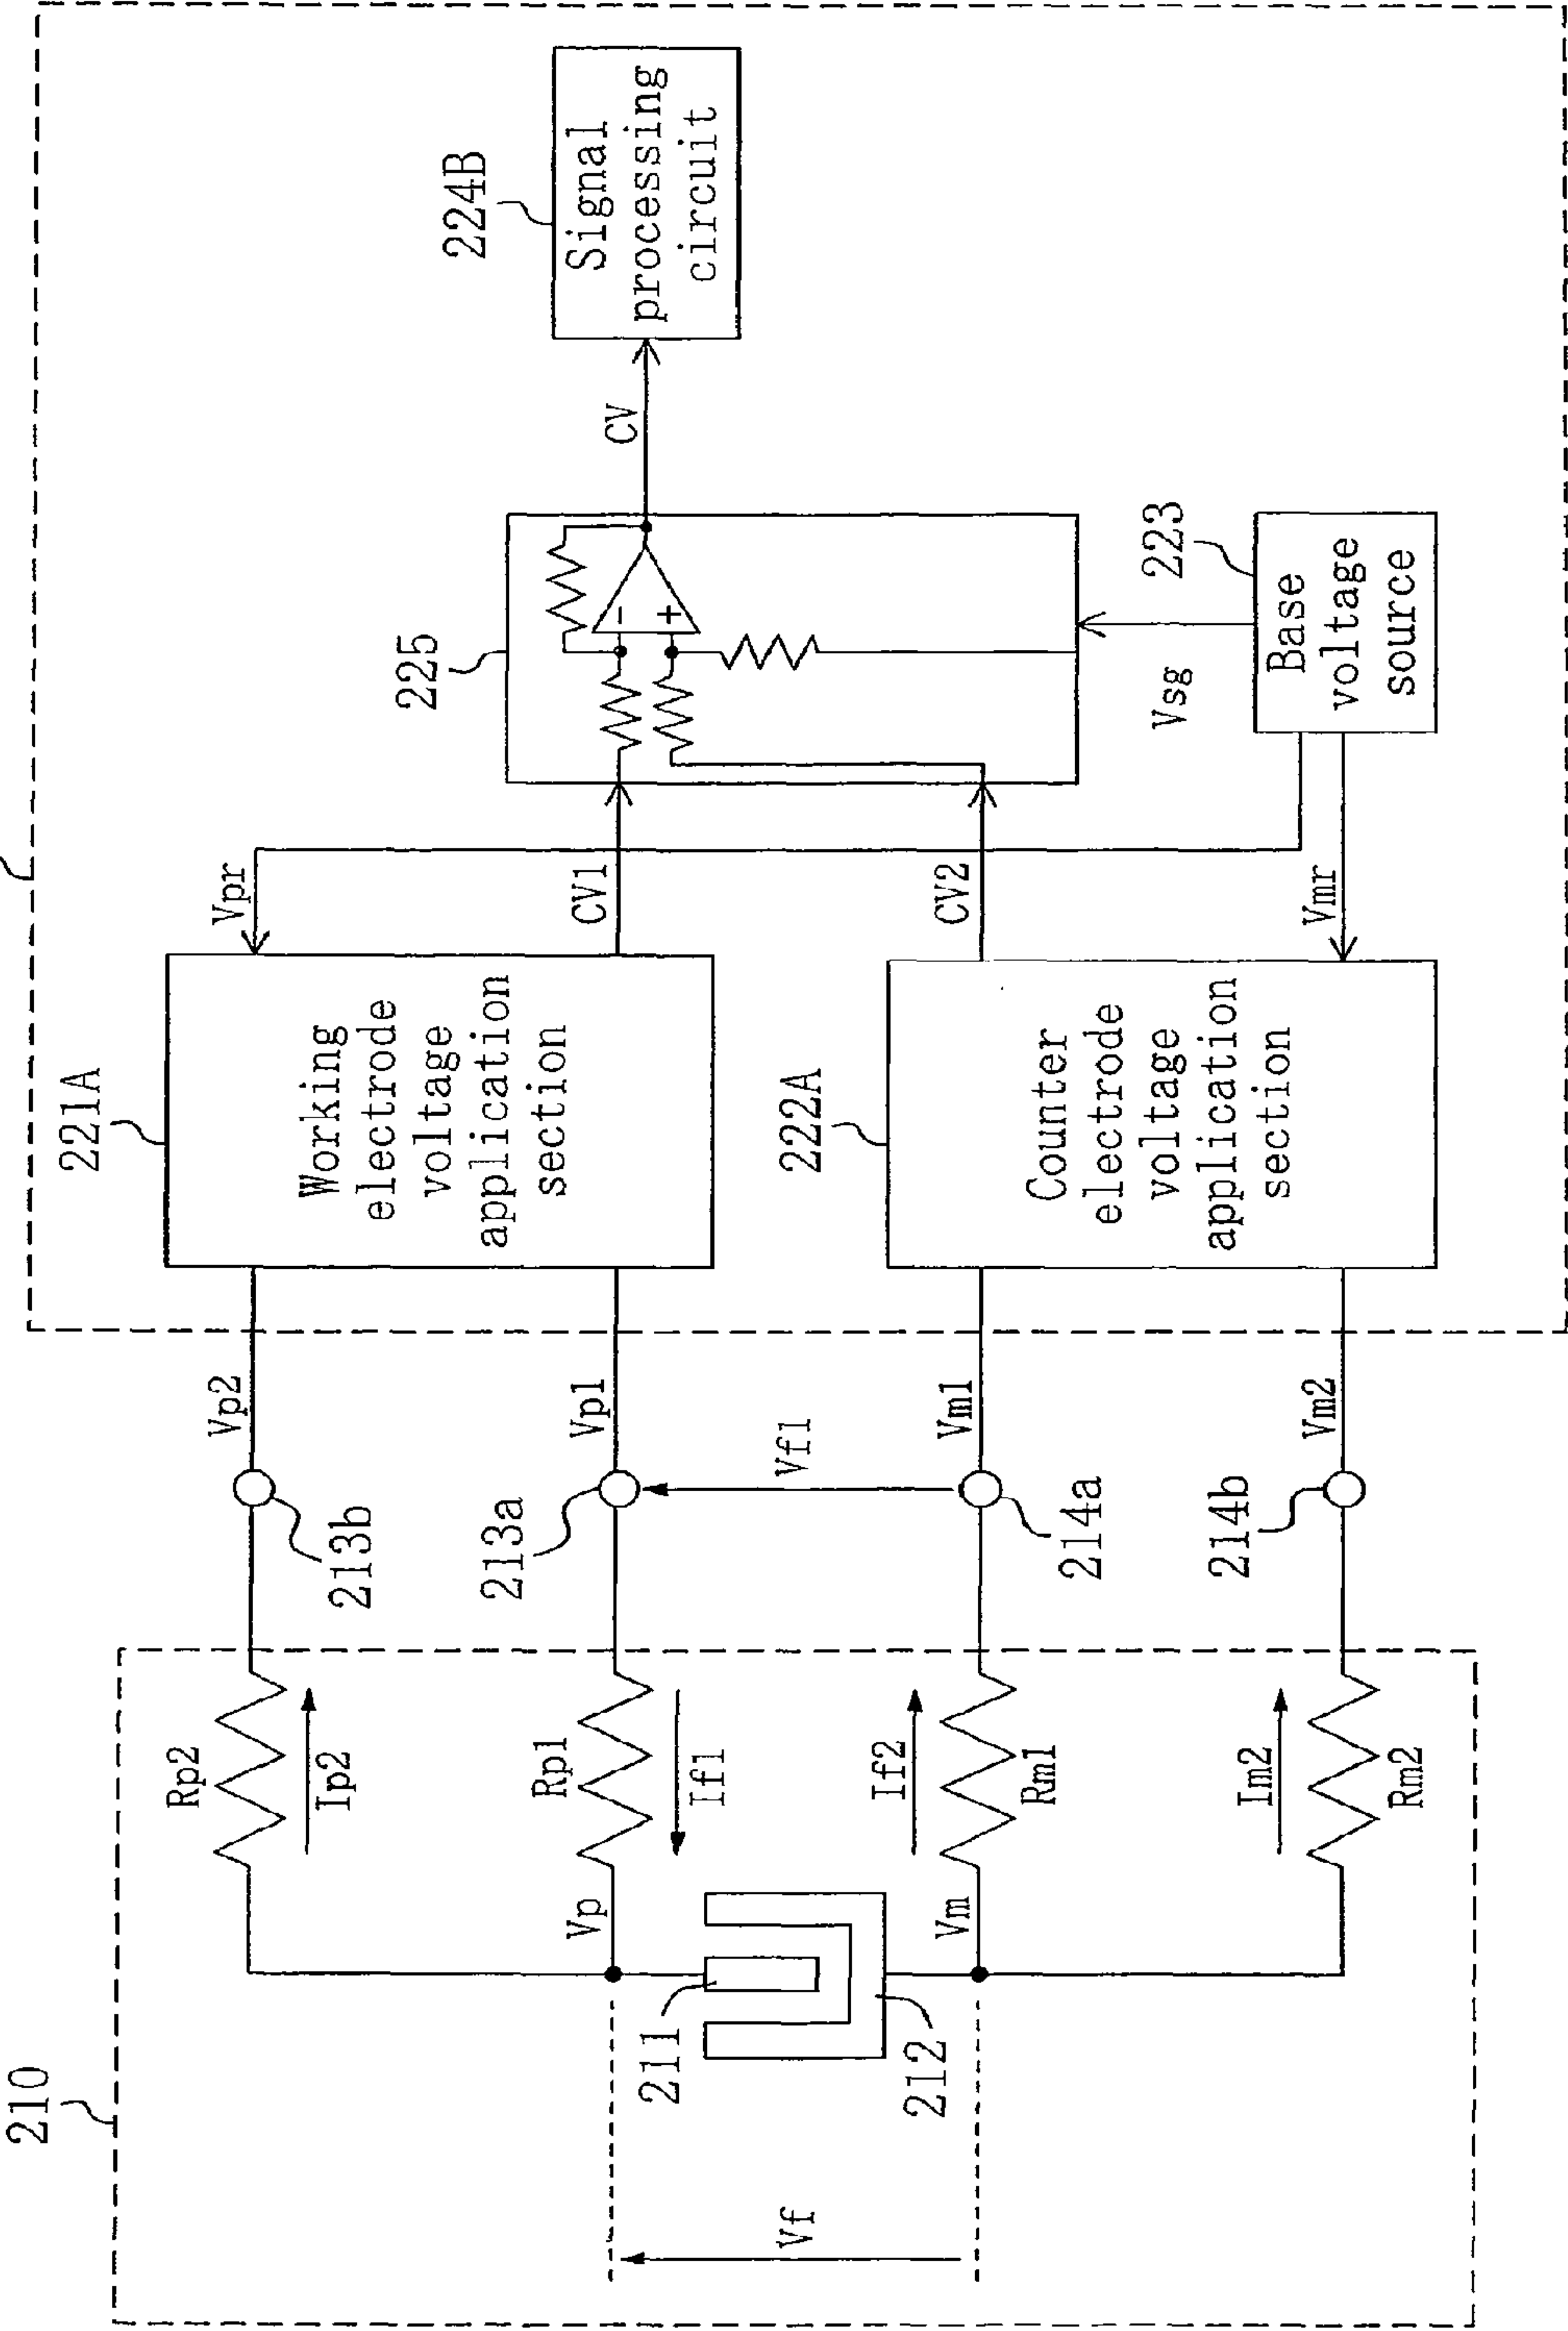 210
Rp2
Ip2
Rp1
If1
Vp
211
212
Vm
If2
Rm1
Im2
Rm2
Vf
213b
213a
214a
214b
Vp2
Vp1
Vf1
Vm1
Vm2
221A
Working
electrode
voltage
application
section
222A
Counter
electrode
voltage
application
section
Vpr
CV1
CV2
Vmr
225
-
+
Vsg
223
Base
voltage
source
CV
224B
Signal
processing
circuit